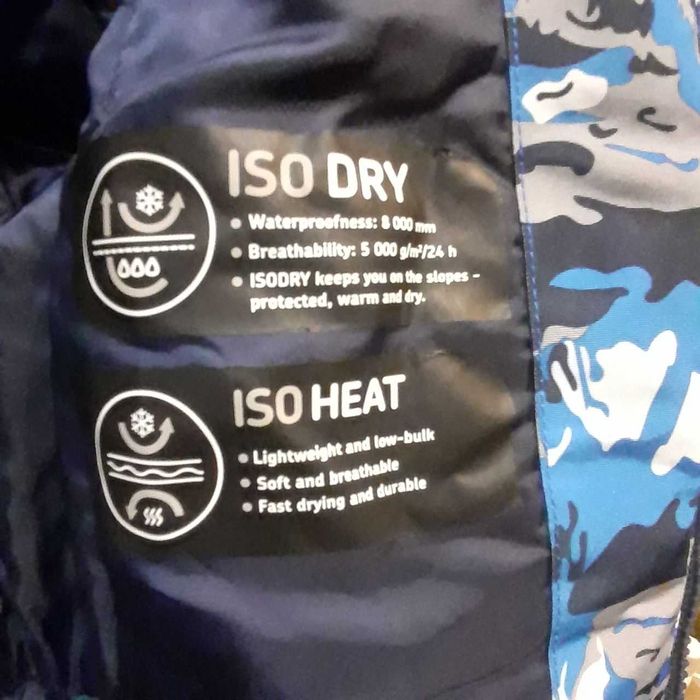 ISO DRY
• Waterproofness: 8 000 mm
• Breathability: 5 000 g/m²/24 h
• ISODRY keeps you on the slopes -
protected, warm and dry.
ISO HEAT
• Lightweight and low-bulk
• Soft and breathable
• Fast drying and durable